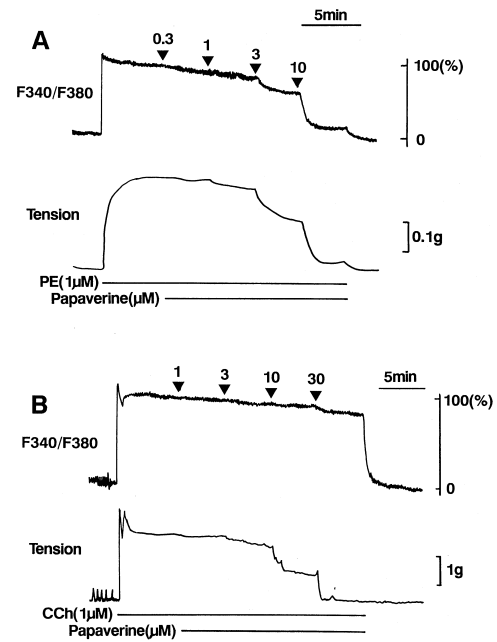 5min
A
0.3 1 3 10
100(%)
F340/F380
0
Tension
0.1g
PE(1μM)
Papaverine(μM)
1 3 10 30
5min
B
100(%)
F340/F380
0
Tension
1g
CCh(1μM)
Papaverine(μM)